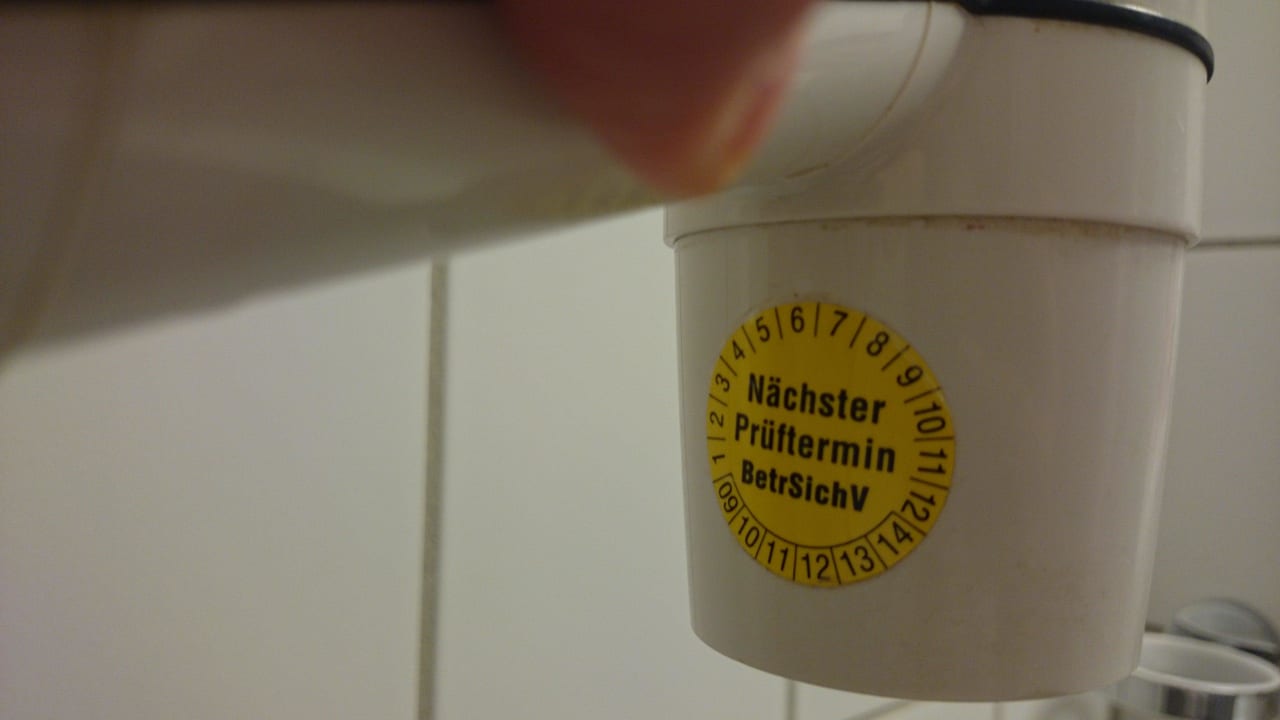 1 2 3 4 5 6 7 8 9 10 11 12
Nächster
Prüftermin
BetrSichV
09 10 11 12 13 14